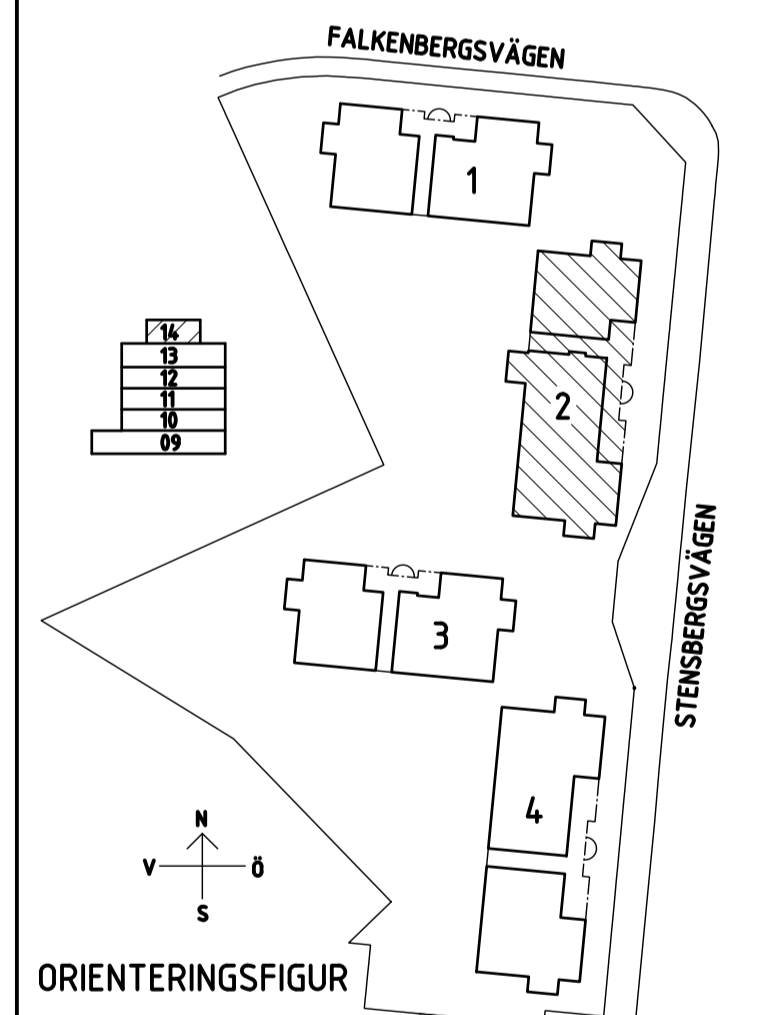 FALKENBERGSVÄGEN
1
14
13
12
11
10
09
2
STENSBERGSVÄGEN
3
4
N
V Ö
S
ORIENTERINGSFIGUR